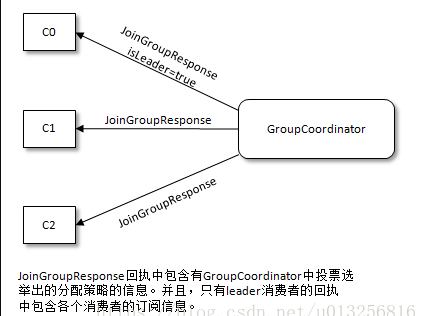 C0
JoinGroupResponse
isLeader=true
C1
JoinGroupResponse
GroupCoordinator
C2
JoinGroupResponse
JoinGroupResponse回执中包含有GroupCoordinator中投票选
举出的分配策略的信息。并且，只有leader消费者的回执
中包含各个消费者的订阅信息。
https://blog.csdn.net/u013256816